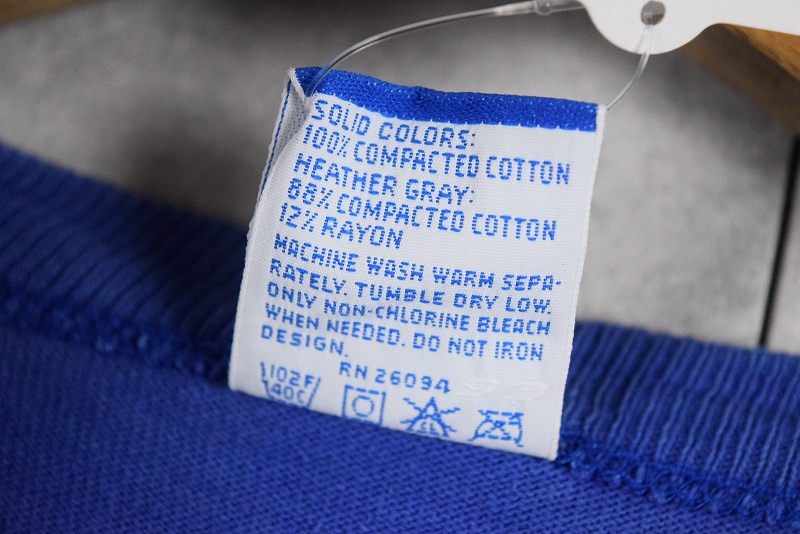 SOLID COLORS:
100% COMPACTED COTTON
HEATHER GRAY:
88% COMPACTED COTTON
12% RAYON
MACHINE WASH WARM SEPA-
RATELY. TUMBLE DRY LOW.
ONLY NON-CHLORINE BLEACH
WHEN NEEDED. DO NOT IRON
DESIGN.
RN 26094
102F/
40C
CL